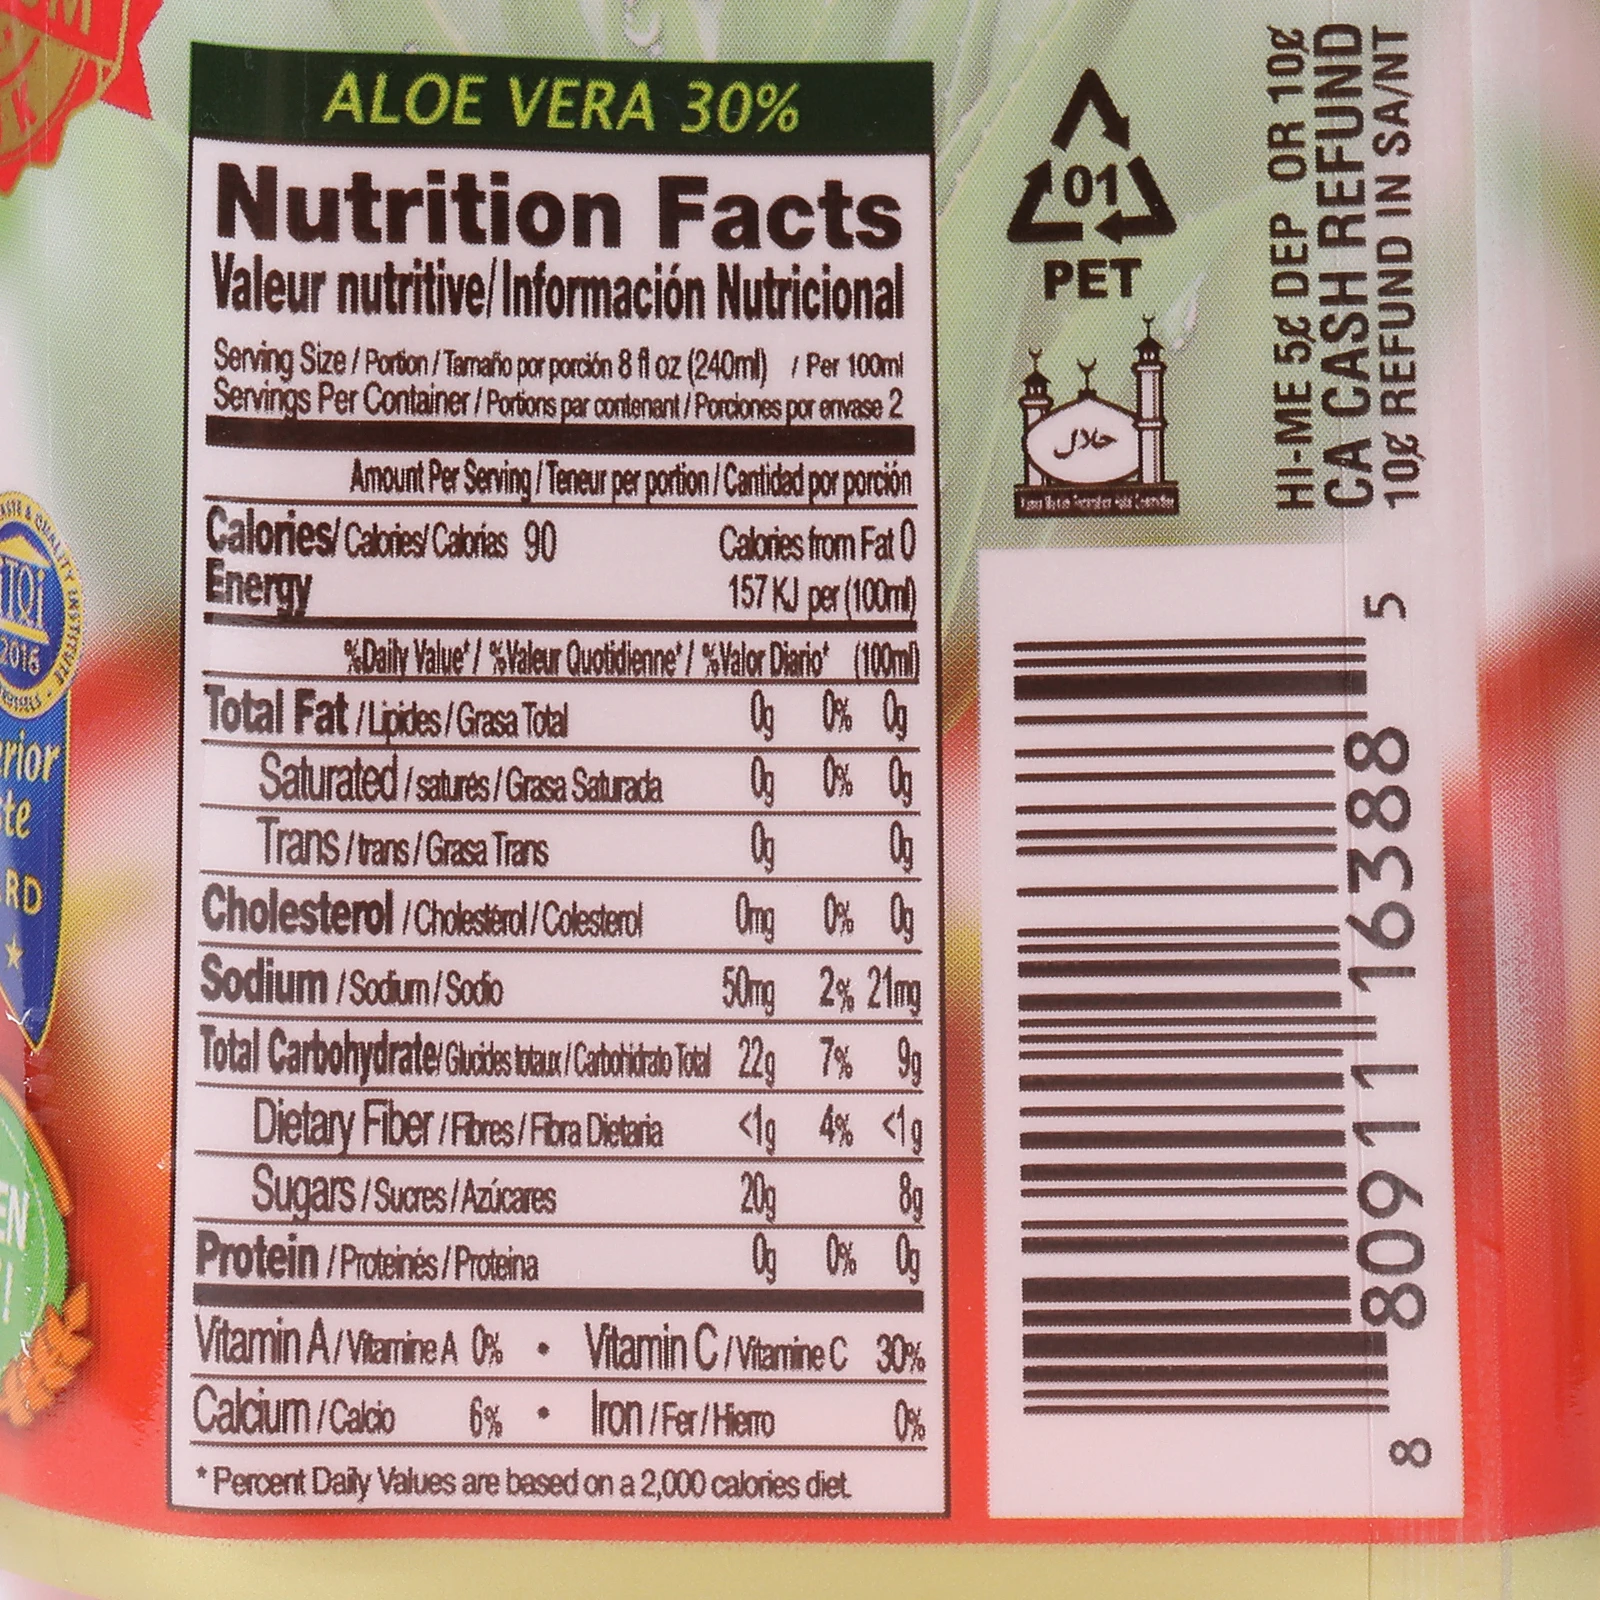 ALOE VERA 30%
Nutrition Facts
Valeur nutritive/Información Nutricional
Serving Size / Portion / Tamaño por porción 8 fl oz (240ml) / Per 100ml
Servings Per Container / Portions par contenant / Porciones por envase 2
Amount Per Serving / Teneur per portion / Cantidad por porción
Calories/ Calories/ Calorías 90 Calories from Fat 0
Energy 157 KJ per (100ml)
%Daily Value* / %Valeur Quotidienne* / %Valor Diario* (100ml)
Total Fat / Lipides / Grasa Total 0g 0% 0g
Saturated / saturés / Grasa Saturada 0g 0% 0g
Trans / trans / Grasa Trans 0g 0g
Cholesterol / Cholestérol / Colesterol 0mg 0% 0g
Sodium / Sodium / Sodio 50mg 2% 21mg
Total Carbohydrate/ Glucides totaux / Carbohidrato Total 22g 7% 9g
Dietary Fiber / Fibres / Fibra Dietaria <1g 4% <1g
Sugars / Sucres / Azúcares 20g 8g
Protein / Proteinés / Proteina 0g 0% 0g
Vitamin A / Vitamine A 0% • Vitamin C / Vitamine C 30%
Calcium / Calcio 6% • Iron / Fer / Hierro 0%
* Percent Daily Values are based on a 2,000 calories diet.
01
PET
حلال
HI-ME 5¢ DEP OR 10¢
CA CASH REFUND
10¢ REFUND IN SA/NT
8 809111 16388 5
TASTE & QUALITY INSTITUTE
iTQi
2016